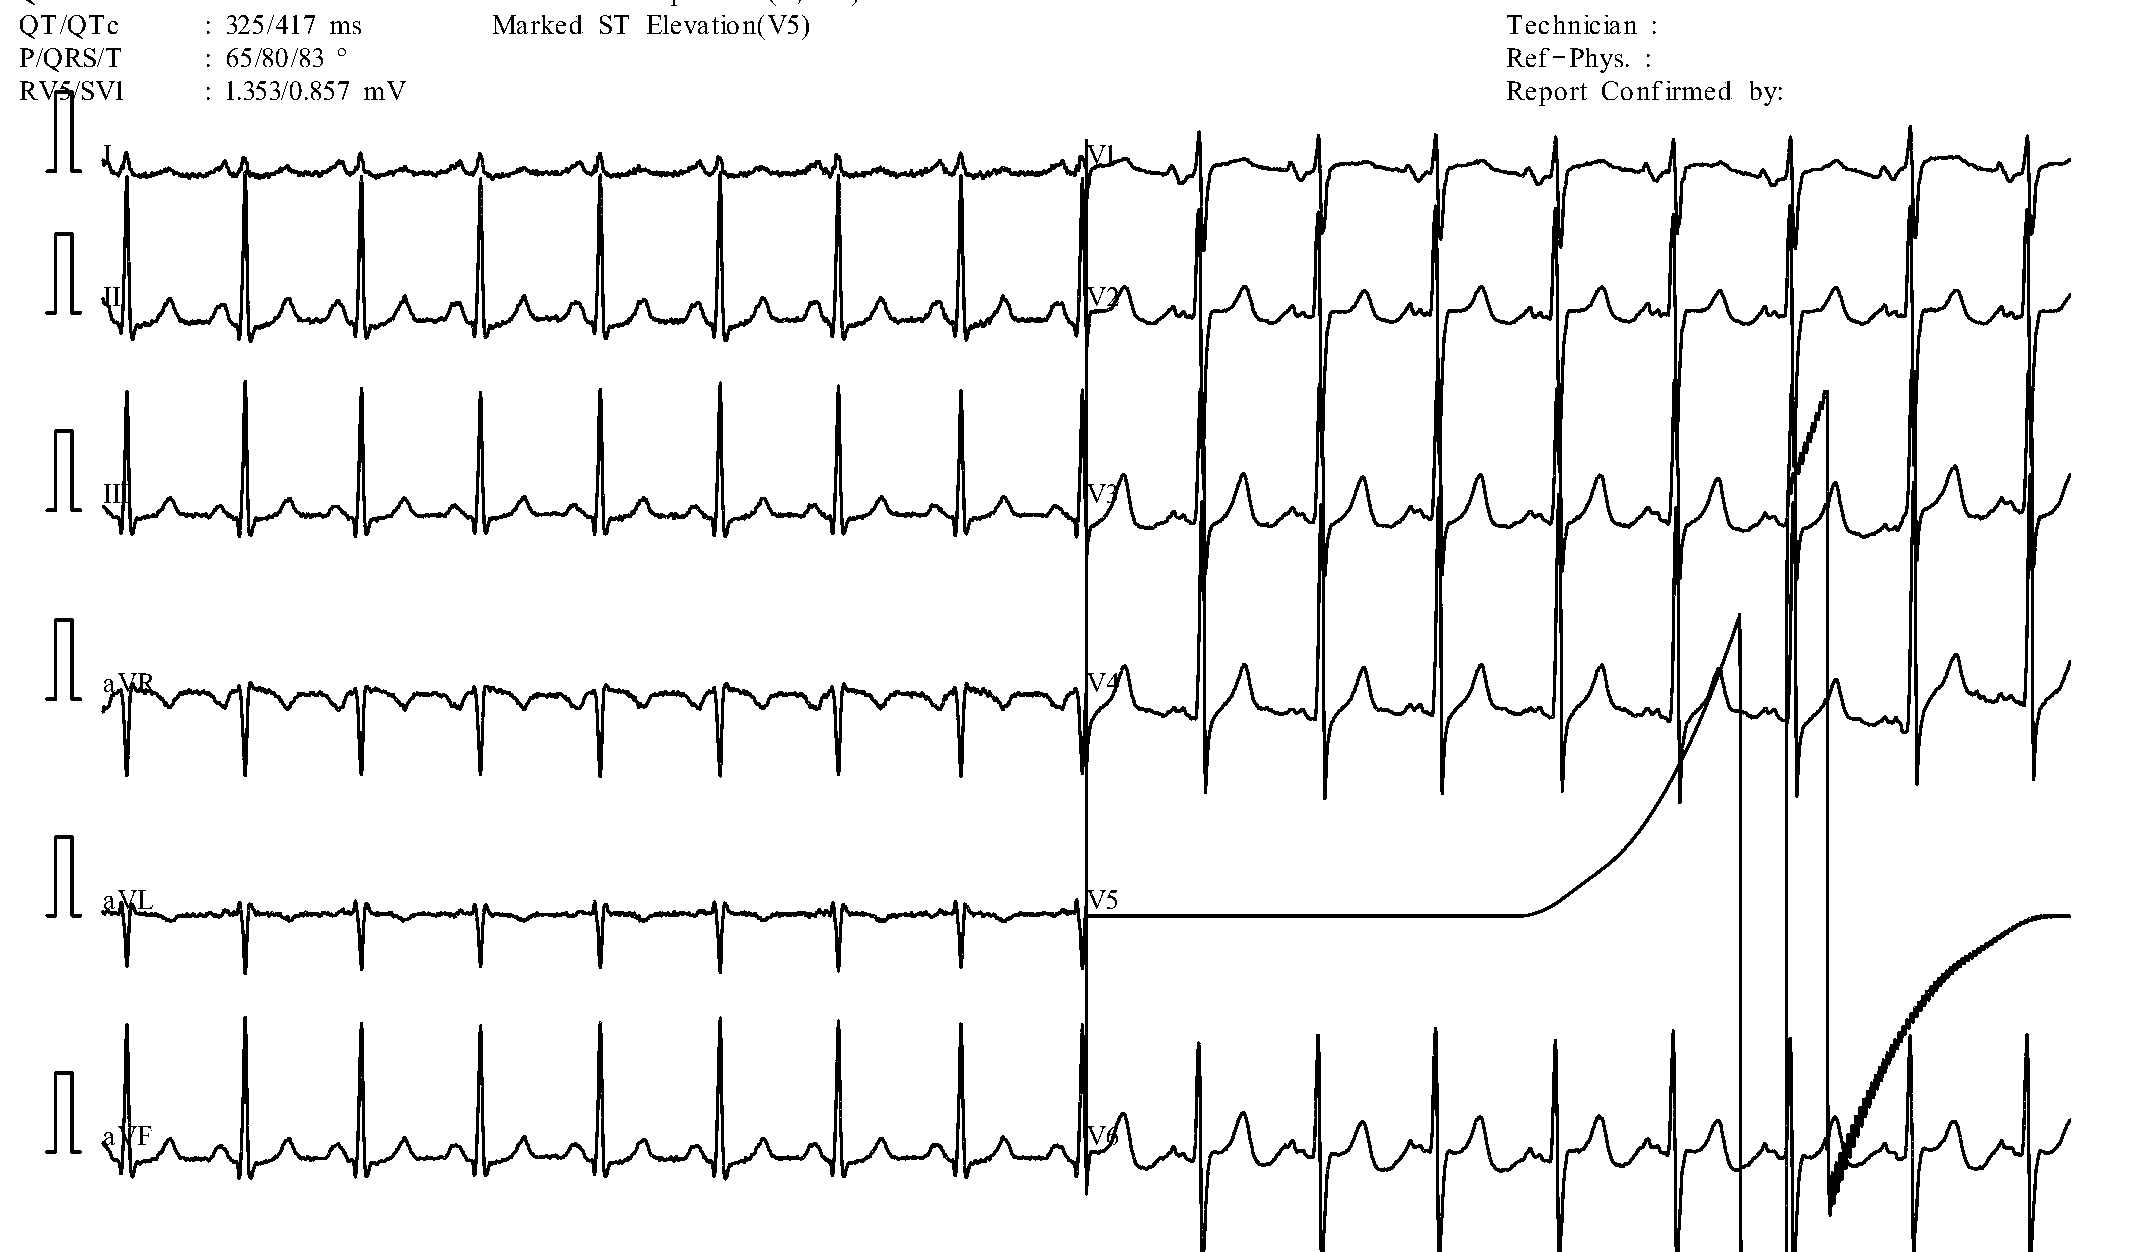 QT/QTc : 325/417 ms
P/QRS/T : 65/80/83 °
RV5/SV1 : 1.353/0.857 mV
Marked ST Elevation(V5)
Technician :
Ref-Phys. :
Report Confirmed by:
I
II
III
aVR
aVL
aVF
V1
V2
V3
V4
V5
V6